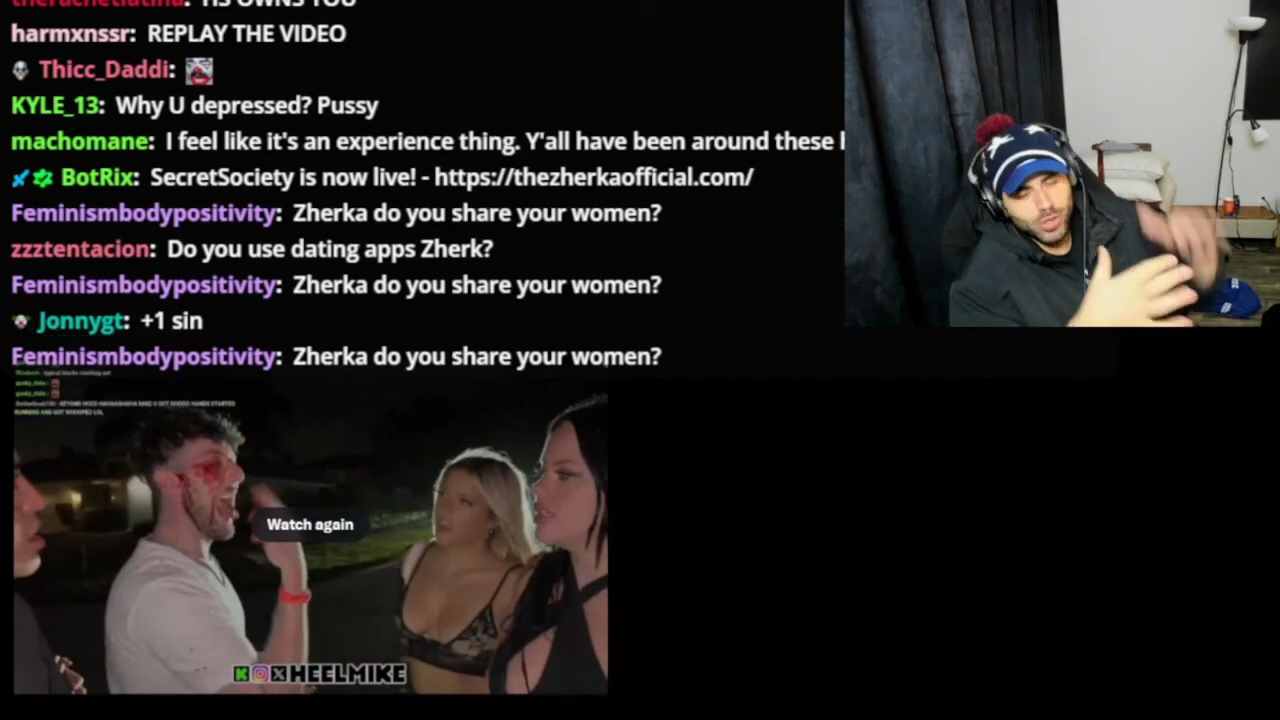 harmxnssr: REPLAY THE VIDEO
Thicc_Daddi:
KYLE_13: Why U depressed? Pussy
machomane: I feel like it's an experience thing. Y'all have been around these
BotRix: SecretSociety is now live! - https://thezherkaofficial.com/
Feminismbodypositivity: Zherka do you share your women?
zzztentacion: Do you use dating apps Zherk?
Feminismbodypositivity: Zherka do you share your women?
Jonnygt: +1 sin
Feminismbodypositivity: Zherka do you share your women?
Watch again
HEELMIKE